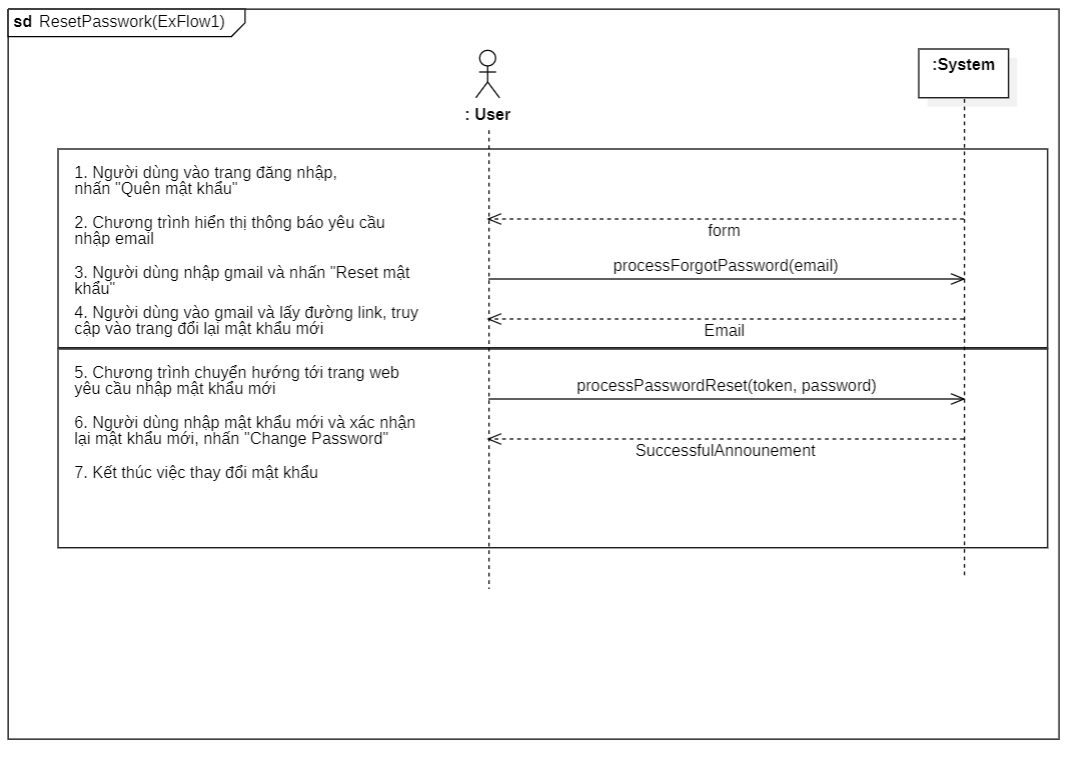 sd ResetPasswork(ExFlow1)
:System
: User
1. Người dùng vào trang đăng nhập,
nhấn "Quên mật khẩu"
2. Chương trình hiển thị thông báo yêu cầu
nhập email
form
processForgotPassword(email)
3. Người dùng nhập gmail và nhấn "Reset mật
khẩu"
4. Người dùng vào gmail và lấy đường link, truy
cập vào trang đổi lại mật khẩu mới
Email
5. Chương trình chuyển hướng tới trang web
yêu cầu nhập mật khẩu mới
processPasswordReset(token, password)
6. Người dùng nhập mật khẩu mới và xác nhận
lại mật khẩu mới, nhấn "Change Password"
SuccessfulAnnounement
7. Kết thúc việc thay đổi mật khẩu